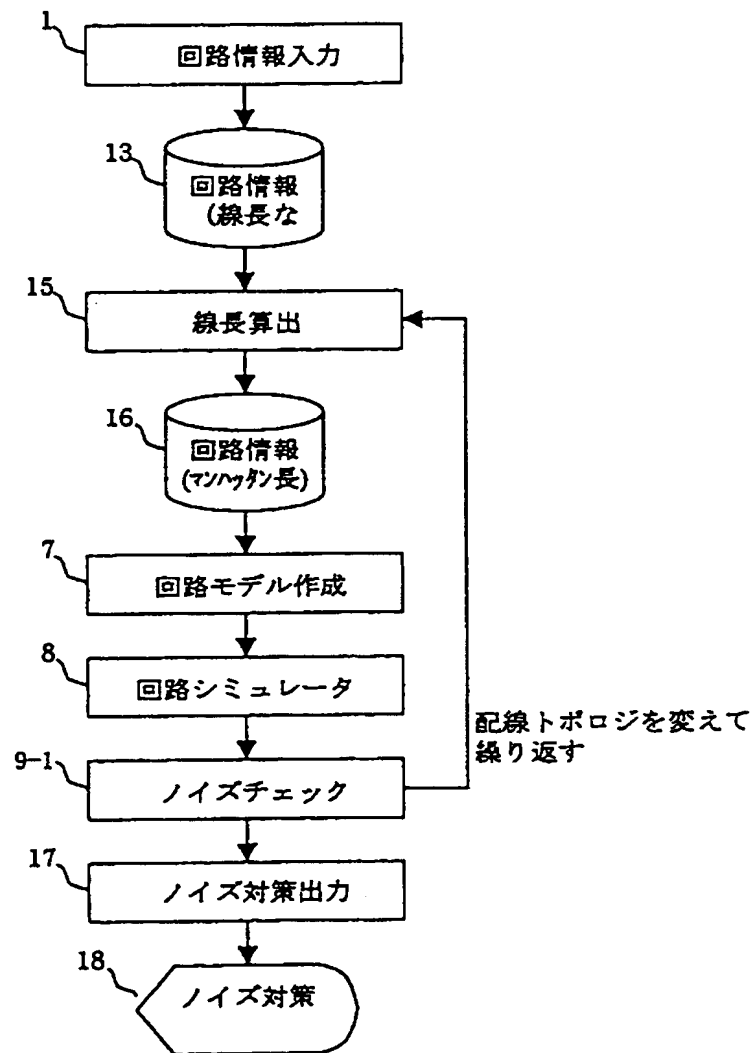 1
回路情報入力
13
回路情報
(線長な
15
線長算出
16
回路情報
(マンハッタン長)
7
回路モデル作成
8
回路シミュレータ
配線トポロジを変えて
繰り返す
9-1
ノイズチェック
17
ノイズ対策出力
18
ノイズ対策